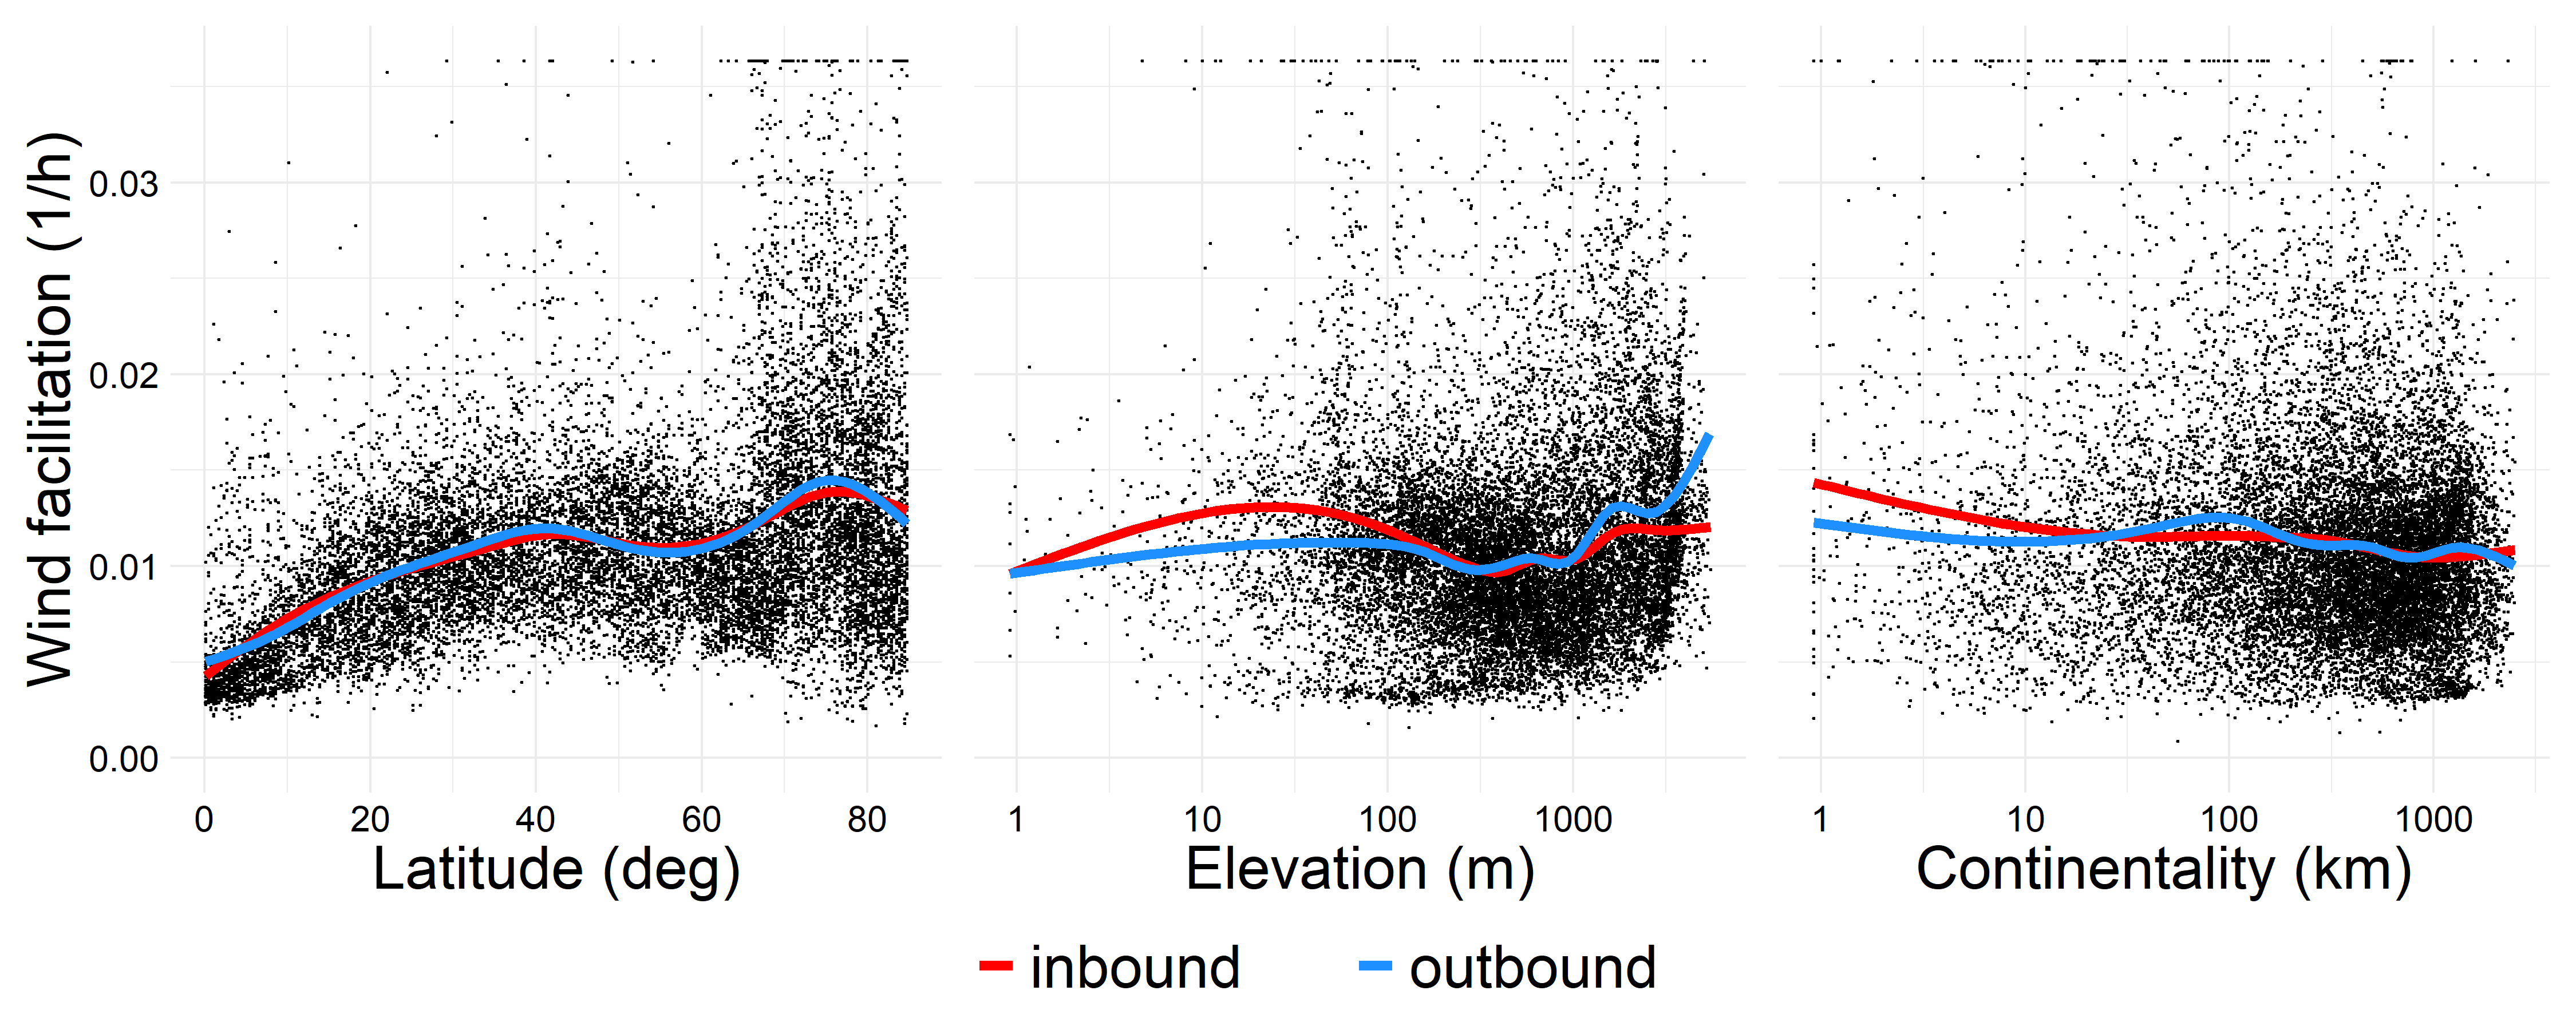 Wind facilitation (1/h)
0.03
0.02
0.01
0.00
0 20 40 60 80
1 10 100 1000
1 10 100 1000
Latitude (deg)
Elevation (m)
Continentality (km)
inbound
outbound